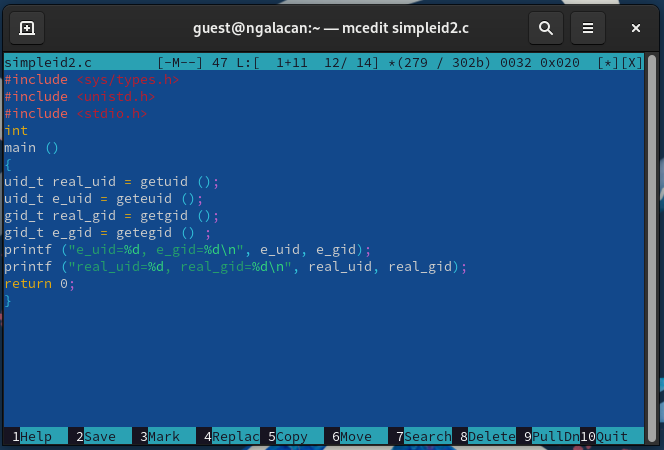 guest@ngalacan:~ — mcedit simpleid2.c
simpleid2.c [-M--] 47 L:[ 1+11 12/ 14] *(279 / 302b) 0032 0x020 [*][X]
#include <sys/types.h>
#include <unistd.h>
#include <stdio.h>
int
main ()
{
uid_t real_uid = getuid ();
uid_t e_uid = geteuid ();
gid_t real_gid = getgid ();
gid_t e_gid = getegid () ;
printf ("e_uid=%d, e_gid=%d\n", e_uid, e_gid);
printf ("real_uid=%d, real_gid=%d\n", real_uid, real_gid);
return 0;
}
1Help 2Save 3Mark 4Replac 5Copy 6Move 7Search 8Delete 9PullDn 10Quit